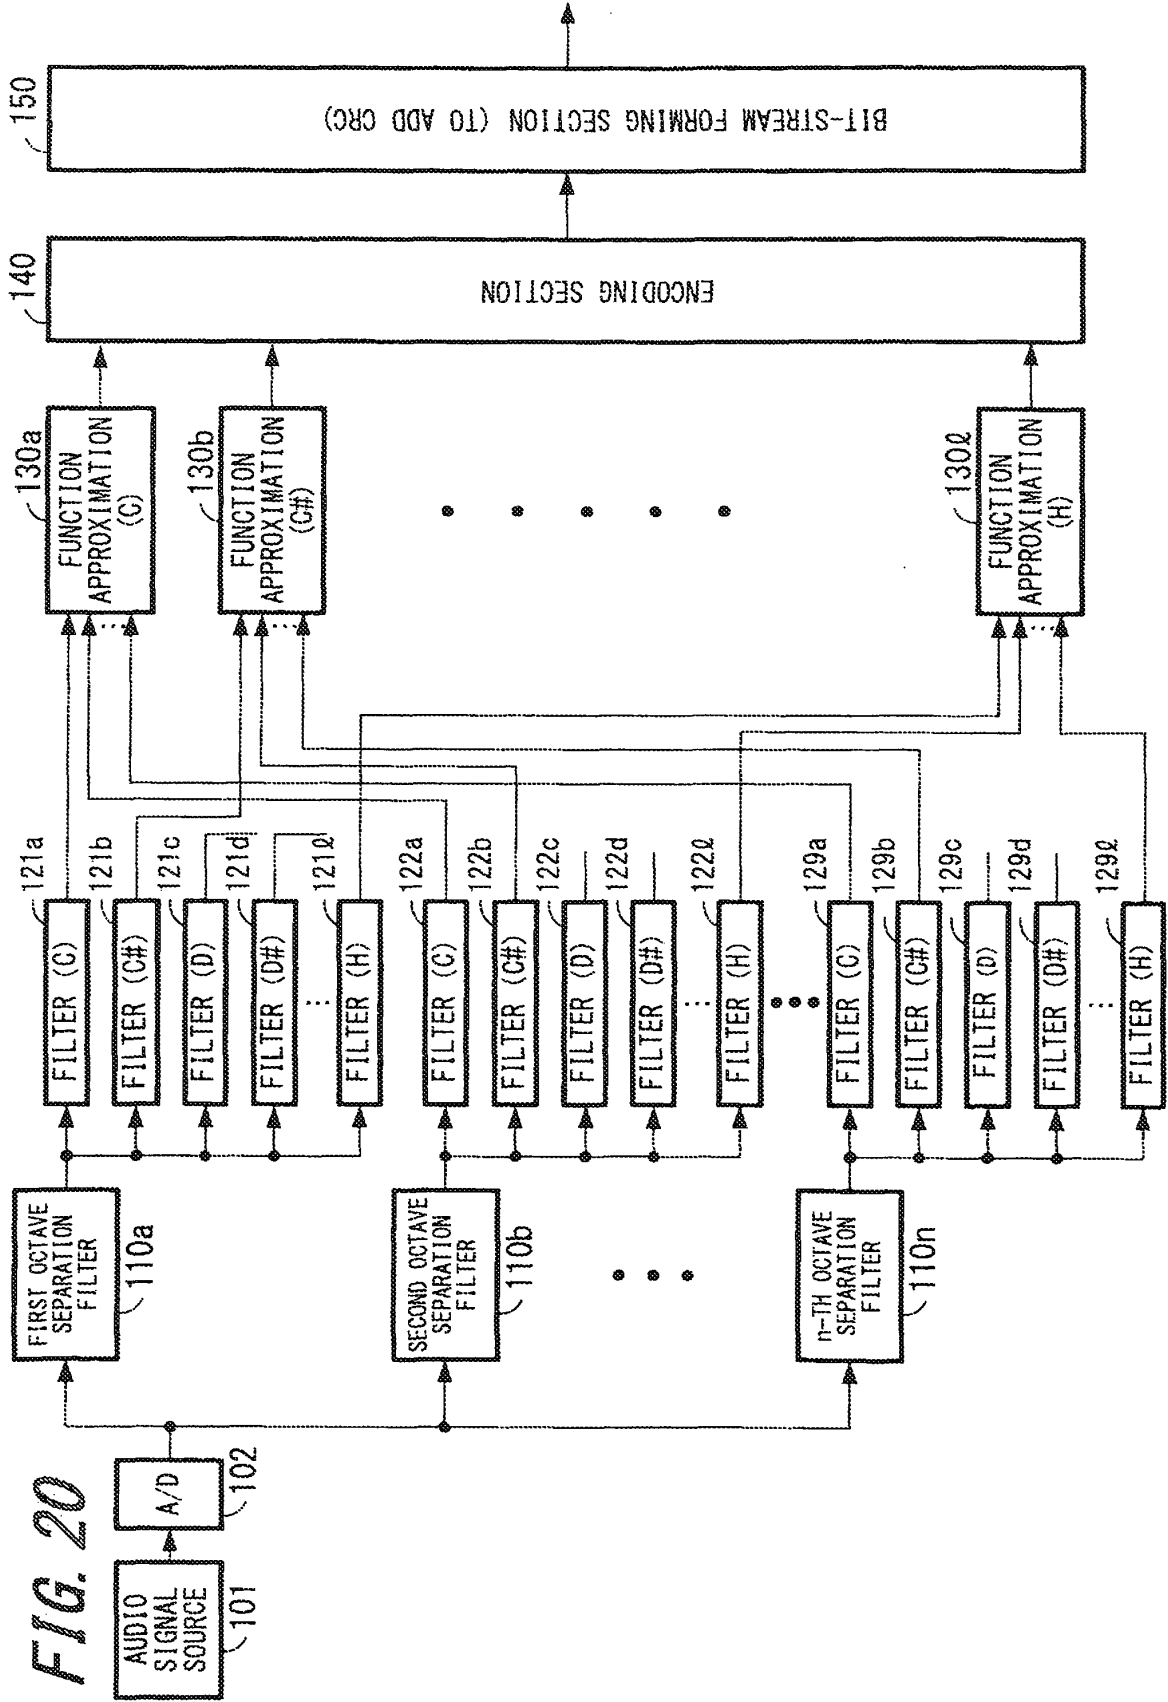 FIG. 20
AUDIO
SIGNAL
SOURCE
101
A/D
102
FIRST OCTAVE
SEPARATION
FILTER
110a
SECOND OCTAVE
SEPARATION
FILTER
110b
n-TH OCTAVE
SEPARATION
FILTER
110n
FILTER (C)
121a
FILTER (C#)
121b
FILTER (D)
121c
FILTER (D#)
121d
FILTER (H)
121ℓ
FILTER (C)
122a
FILTER (C#)
122b
FILTER (D)
122c
FILTER (D#)
122d
FILTER (H)
122ℓ
FILTER (C)
129a
FILTER (C#)
129b
FILTER (D)
129c
FILTER (D#)
129d
FILTER (H)
129ℓ
FUNCTION
APPROXIMATION
(C)
130a
FUNCTION
APPROXIMATION
(C#)
130b
FUNCTION
APPROXIMATION
(H)
130ℓ
ENCODING SECTION
140
BIT-STREAM FORMING SECTION (TO ADD CRC)
150